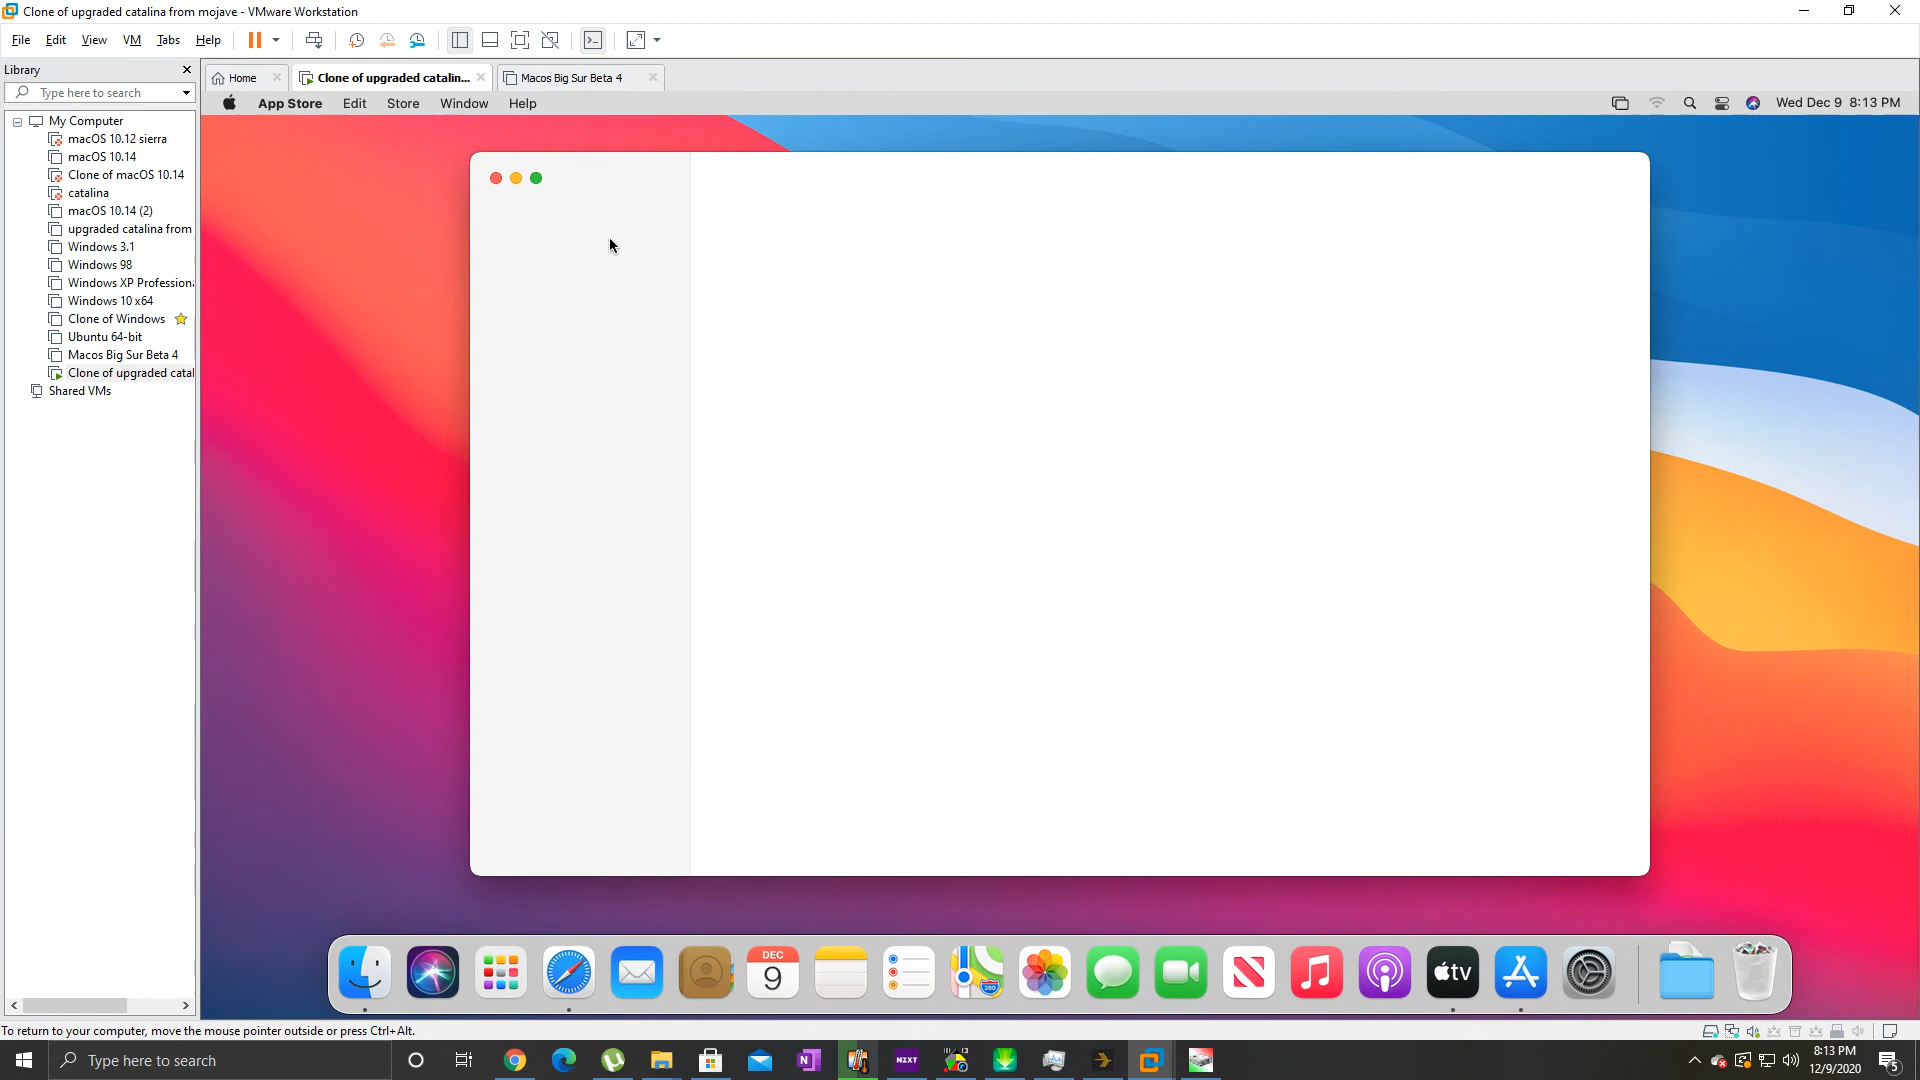 Clone of upgraded catalina from mojave - VMware Workstation
File Edit View VM Tabs Help
Library
Type here to search
Home
Clone of upgraded catalin...
Macos Big Sur Beta 4
App Store Edit Store Window Help
Wed Dec 9 8:13 PM
My Computer
macOS 10.12 sierra
macOS 10.14
Clone of macOS 10.14
catalina
macOS 10.14 (2)
upgraded catalina from
Windows 3.1
Windows 98
Windows XP Profession
Windows 10 x64
Clone of Windows
Ubuntu 64-bit
Macos Big Sur Beta 4
Clone of upgraded catal
Shared VMs
DEC
9
280
tv
To return to your computer, move the mouse pointer outside or press Ctrl+Alt.
Type here to search
NZXT
8:13 PM
12/9/2020
5